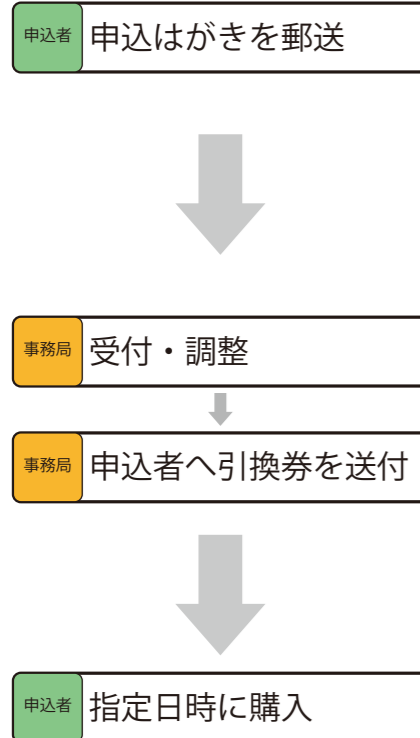 申込者 申込はがきを郵送
事務局 受付・調整
事務局 申込者へ引換券を送付
申込者 指定日時に購入